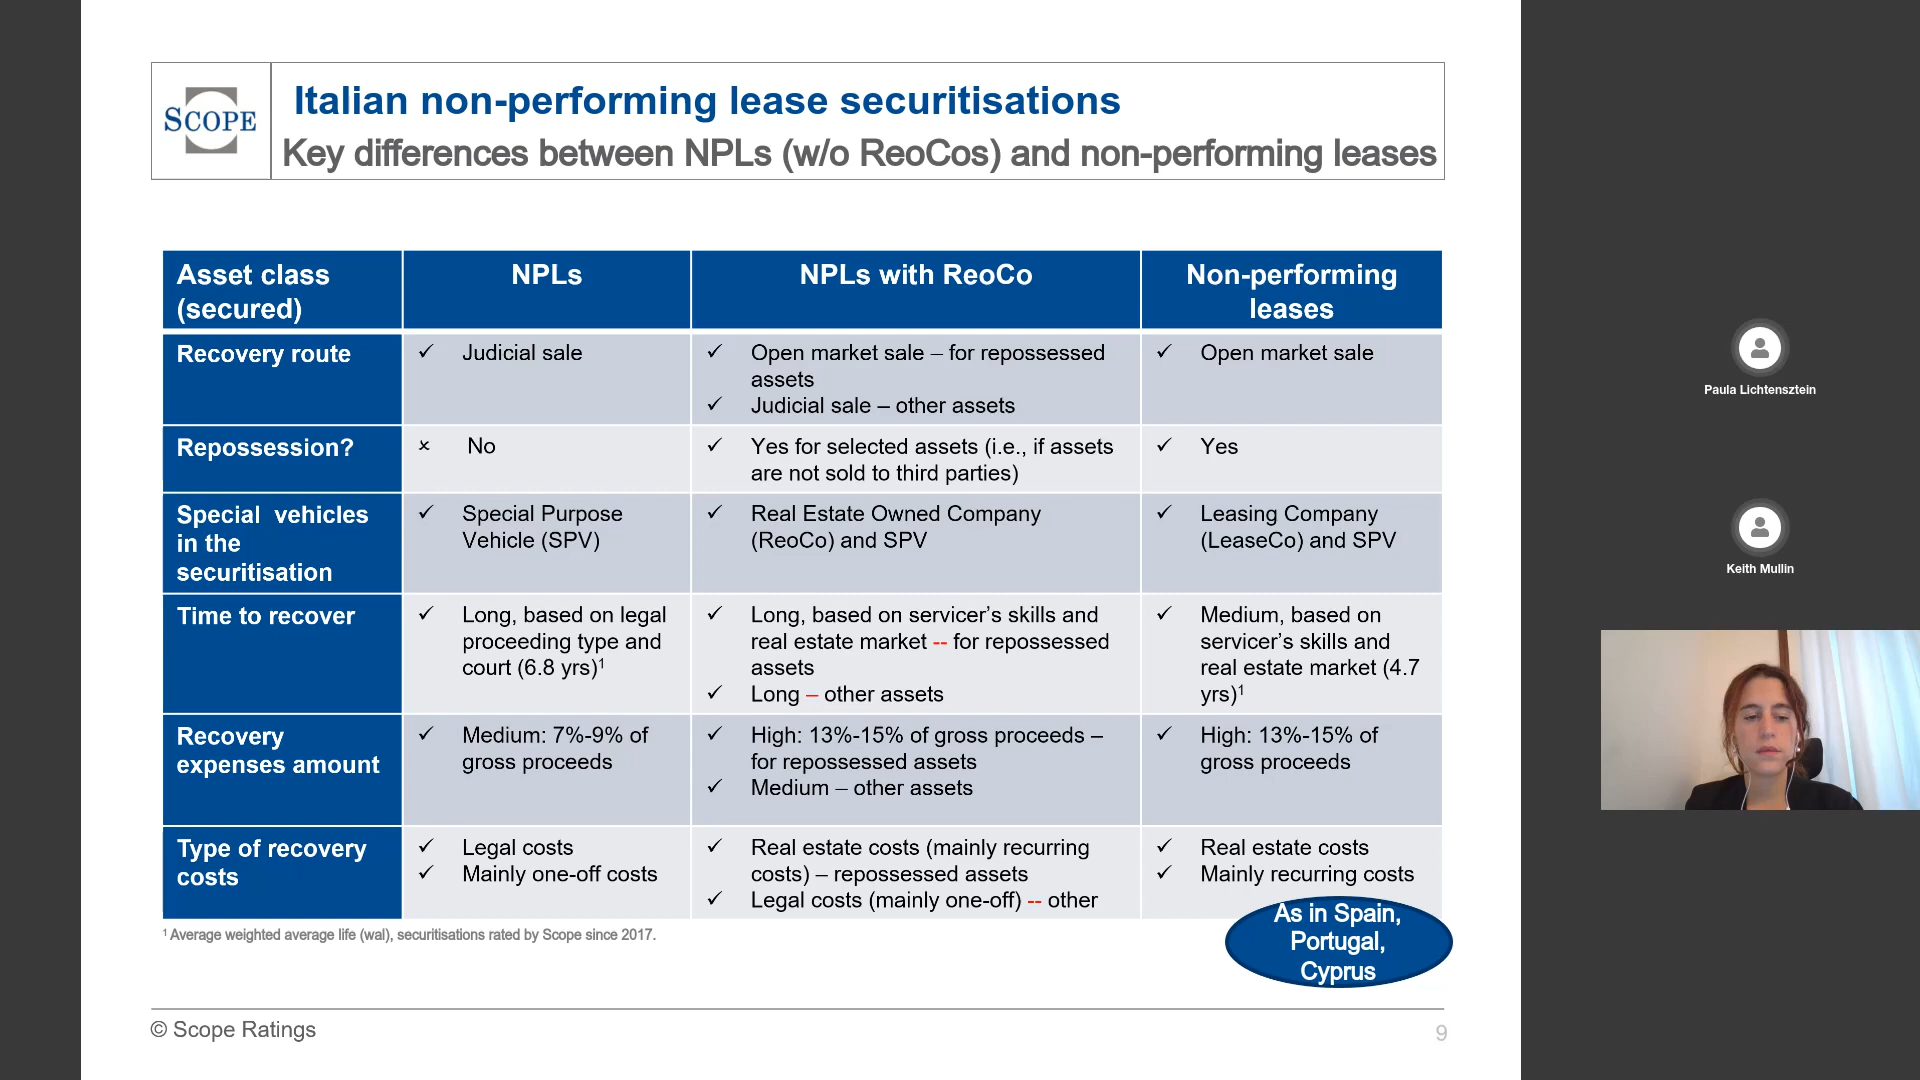 SCOPE
Italian non-performing lease securitisations
Key differences between NPLs (w/o ReoCos) and non-performing leases
Asset class
(secured)
NPLs
NPLs with ReoCo
Non-performing
leases
Recovery route
✓ Judicial sale
✓ Open market sale – for repossessed
assets
✓ Judicial sale – other assets
✓ Open market sale
Repossession?
× No
✓ Yes for selected assets (i.e., if assets
are not sold to third parties)
✓ Yes
Special vehicles
in the
securitisation
✓ Special Purpose
Vehicle (SPV)
✓ Real Estate Owned Company
(ReoCo) and SPV
✓ Leasing Company
(LeaseCo) and SPV
Time to recover
✓ Long, based on legal
proceeding type and
court (6.8 yrs)¹
✓ Long, based on servicer’s skills and
real estate market -- for repossessed
assets
✓ Long – other assets
✓ Medium, based on
servicer’s skills and
real estate market (4.7
yrs)¹
Recovery
expenses amount
✓ Medium: 7%-9% of
gross proceeds
✓ High: 13%-15% of gross proceeds –
for repossessed assets
✓ Medium – other assets
✓ High: 13%-15% of
gross proceeds
Type of recovery
costs
✓ Legal costs
✓ Mainly one-off costs
✓ Real estate costs (mainly recurring
costs) – repossessed assets
✓ Legal costs (mainly one-off) -- other
✓ Real estate costs
✓ Mainly recurring costs
As in Spain,
Portugal,
Cyprus
¹ Average weighted average life (wal), securitisations rated by Scope since 2017.
© Scope Ratings
9
Paula Lichtensztein
Keith Mullin